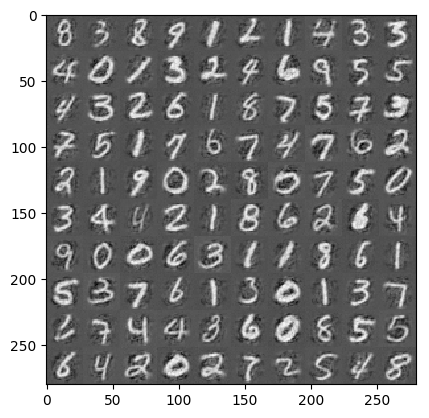 0
8 3 8 9 1 2 1 4 3 3
50
4 0 1 3 2 4 6 9 5 5
4 3 2 6 1 8 7 5 7 3
100
7 5 1 7 6 7 4 7 6 2
2 1 9 0 2 8 0 7 5 0
150
3 4 4 2 1 8 6 2 6 4
9 0 0 6 3 1 1 8 6 1
200
5 3 7 6 1 3 0 1 3 7
7 4 4 3 6 0 8 5 5
250
6 4 2 0 2 7 2 5 4 8
0 50 100 150 200 250